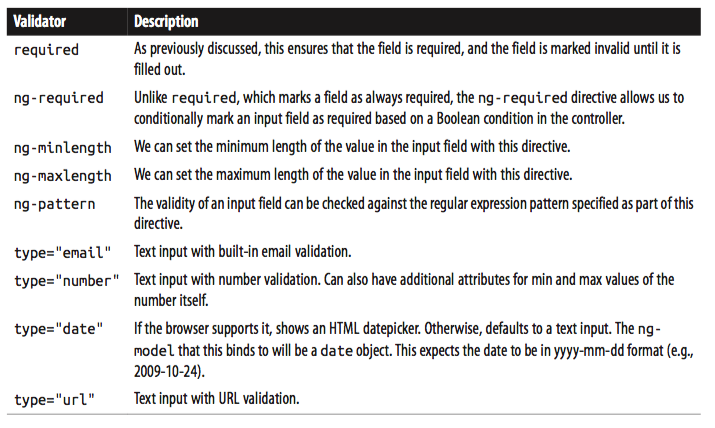 Validator Description
required As previously discussed, this ensures that the field is required, and the field is marked invalid until it is
filled out.
ng-required Unlike required, which marks a field as always required, the ng-required directive allows us to
conditionally mark an input field as required based on a Boolean condition in the controller.
ng-minlength We can set the minimum length of the value in the input field with this directive.
ng-maxlength We can set the maximum length of the value in the input field with this directive.
ng-pattern The validity of an input field can be checked against the regular expression pattern specified as part of this
directive.
type="email" Text input with built-in email validation.
type="number" Text input with number validation. Can also have additional attributes for min and max values of the
number itself.
type="date" If the browser supports it, shows an HTML datepicker. Otherwise, defaults to a text input. The ng-
model that this binds to will be a date object. This expects the date to be in yyyy-mm-dd format (e.g.,
2009-10-24).
type="url" Text input with URL validation.